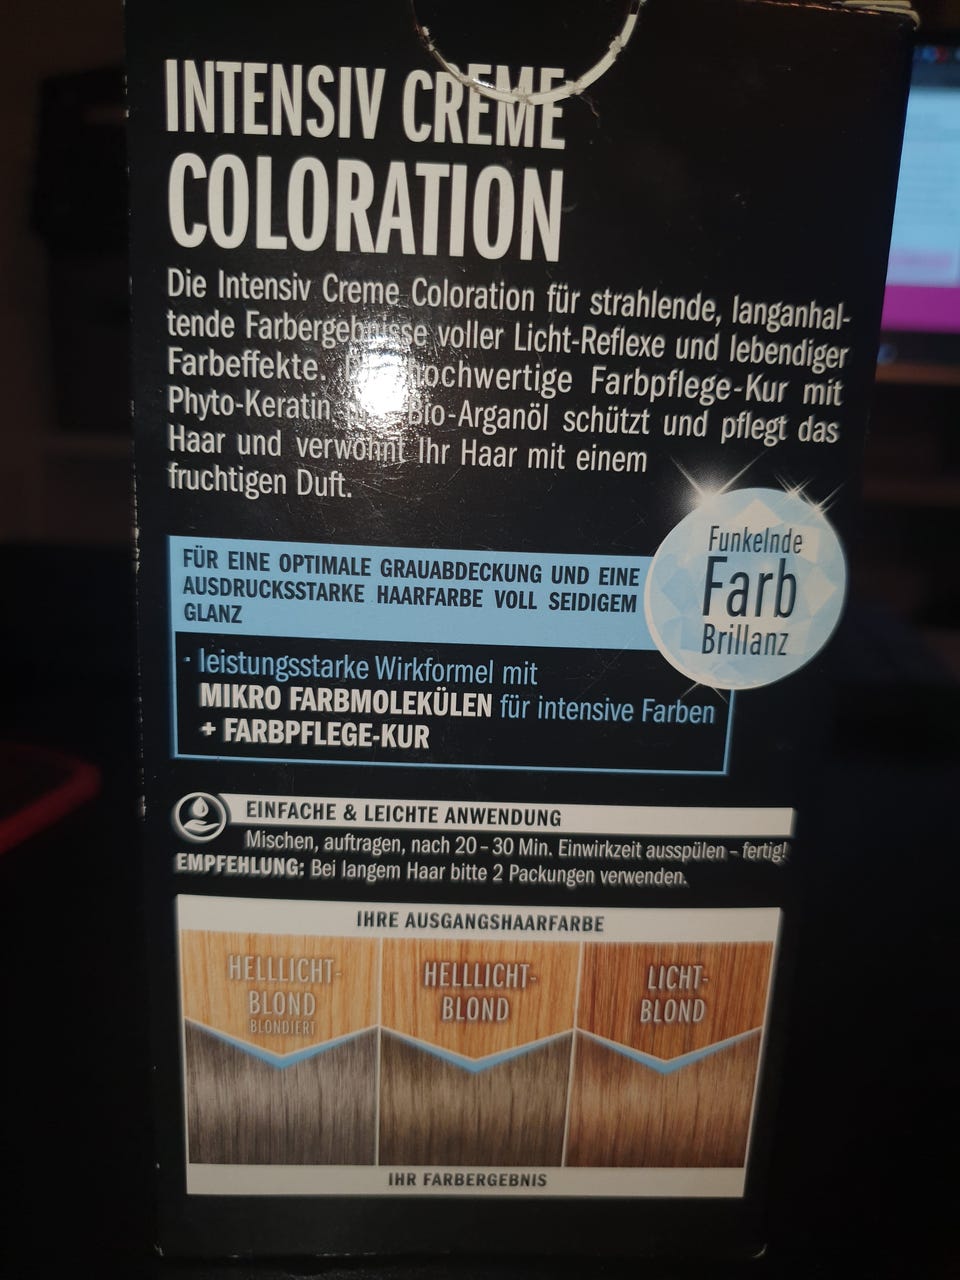 INTENSIV CREME
COLORATION
Die Intensiv Creme Coloration für strahlende, langanhal-
tende Farbergebnisse voller Licht-Reflexe und lebendiger
Farbeffekte. hochwertige Farbpflege-Kur mit
Phyto-Keratin Bio-Arganöl schützt und pflegt das
Haar und verwöhnt Ihr Haar mit einem
fruchtigen Duft.
Funkelnde
Farb
Brillanz
FÜR EINE OPTIMALE GRAUABDECKUNG UND EINE
AUSDRUCKSSTARKE HAARFARBE VOLL SEIDIGEM
GLANZ
· leistungsstarke Wirkformel mit
MIKRO FARBMOLEKÜLEN für intensive Farben
+ FARBPFLEGE-KUR
EINFACHE & LEICHTE ANWENDUNG
Mischen, auftragen, nach 20 – 30 Min. Einwirkzeit ausspülen – fertig!
EMPFEHLUNG: Bei langem Haar bitte 2 Packungen verwenden.
IHRE AUSGANGSHAARFARBE
HELLLICHT-
BLOND
BLONDIERT
HELLLICHT-
BLOND
LICHT-
BLOND
IHR FARBERGEBNIS